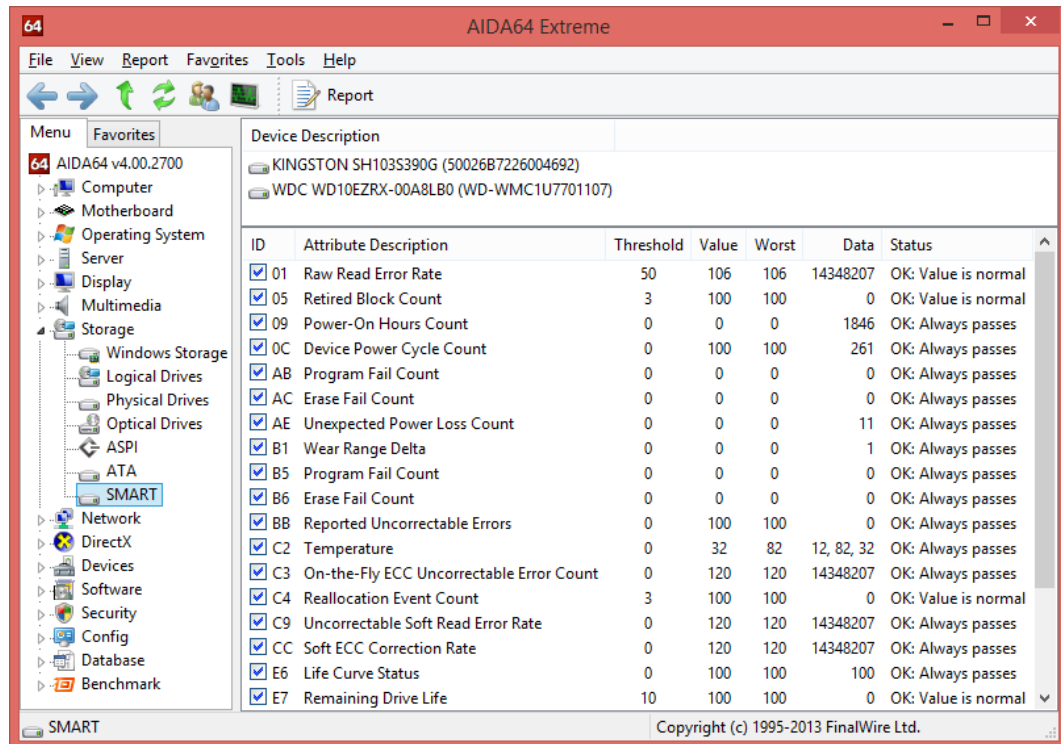 64 AIDA64 Extreme
File View Report Favorites Tools Help
Report
Menu Favorites
64 AIDA64 v4.00.2700
Computer
Motherboard
Operating System
Server
Display
Multimedia
Storage
Windows Storage
Logical Drives
Physical Drives
Optical Drives
ASPI
ATA
SMART
Network
DirectX
Devices
Software
Security
Config
Database
Benchmark
Device Description
KINGSTON SH103S390G (50026B7226004692)
WDC WD10EZRX-00A8LB0 (WD-WMC1U7701107)
ID Attribute Description Threshold Value Worst Data Status
01 Raw Read Error Rate 50 106 106 14348207 OK: Value is normal
05 Retired Block Count 3 100 100 0 OK: Value is normal
09 Power-On Hours Count 0 0 0 1846 OK: Always passes
0C Device Power Cycle Count 0 100 100 261 OK: Always passes
AB Program Fail Count 0 0 0 0 OK: Always passes
AC Erase Fail Count 0 0 0 0 OK: Always passes
AE Unexpected Power Loss Count 0 0 0 11 OK: Always passes
B1 Wear Range Delta 0 0 0 1 OK: Always passes
B5 Program Fail Count 0 0 0 0 OK: Always passes
B6 Erase Fail Count 0 0 0 0 OK: Always passes
BB Reported Uncorrectable Errors 0 100 100 0 OK: Always passes
C2 Temperature 0 32 82 12, 82, 32 OK: Always passes
C3 On-the-Fly ECC Uncorrectable Error Count 0 120 120 14348207 OK: Always passes
C4 Reallocation Event Count 3 100 100 0 OK: Value is normal
C9 Uncorrectable Soft Read Error Rate 0 120 120 14348207 OK: Always passes
CC Soft ECC Correction Rate 0 120 120 14348207 OK: Always passes
E6 Life Curve Status 0 100 100 100 OK: Always passes
E7 Remaining Drive Life 10 100 100 0 OK: Value is normal
SMART Copyright (c) 1995-2013 FinalWire Ltd.